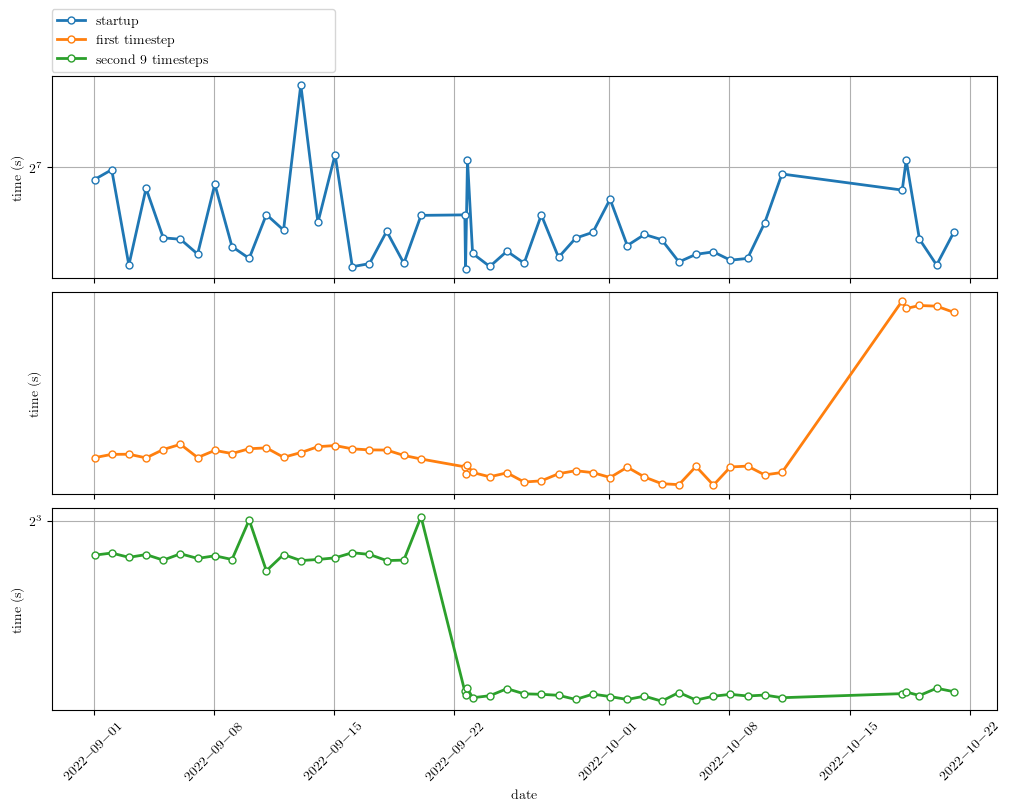 startup
first timestep
second 9 timesteps
time (s)
2^7
time (s)
time (s)
2^3
2022−09−01
2022−09−08
2022−09−15
2022−09−22
2022−10−01
2022−10−08
2022−10−15
2022−10−22
date